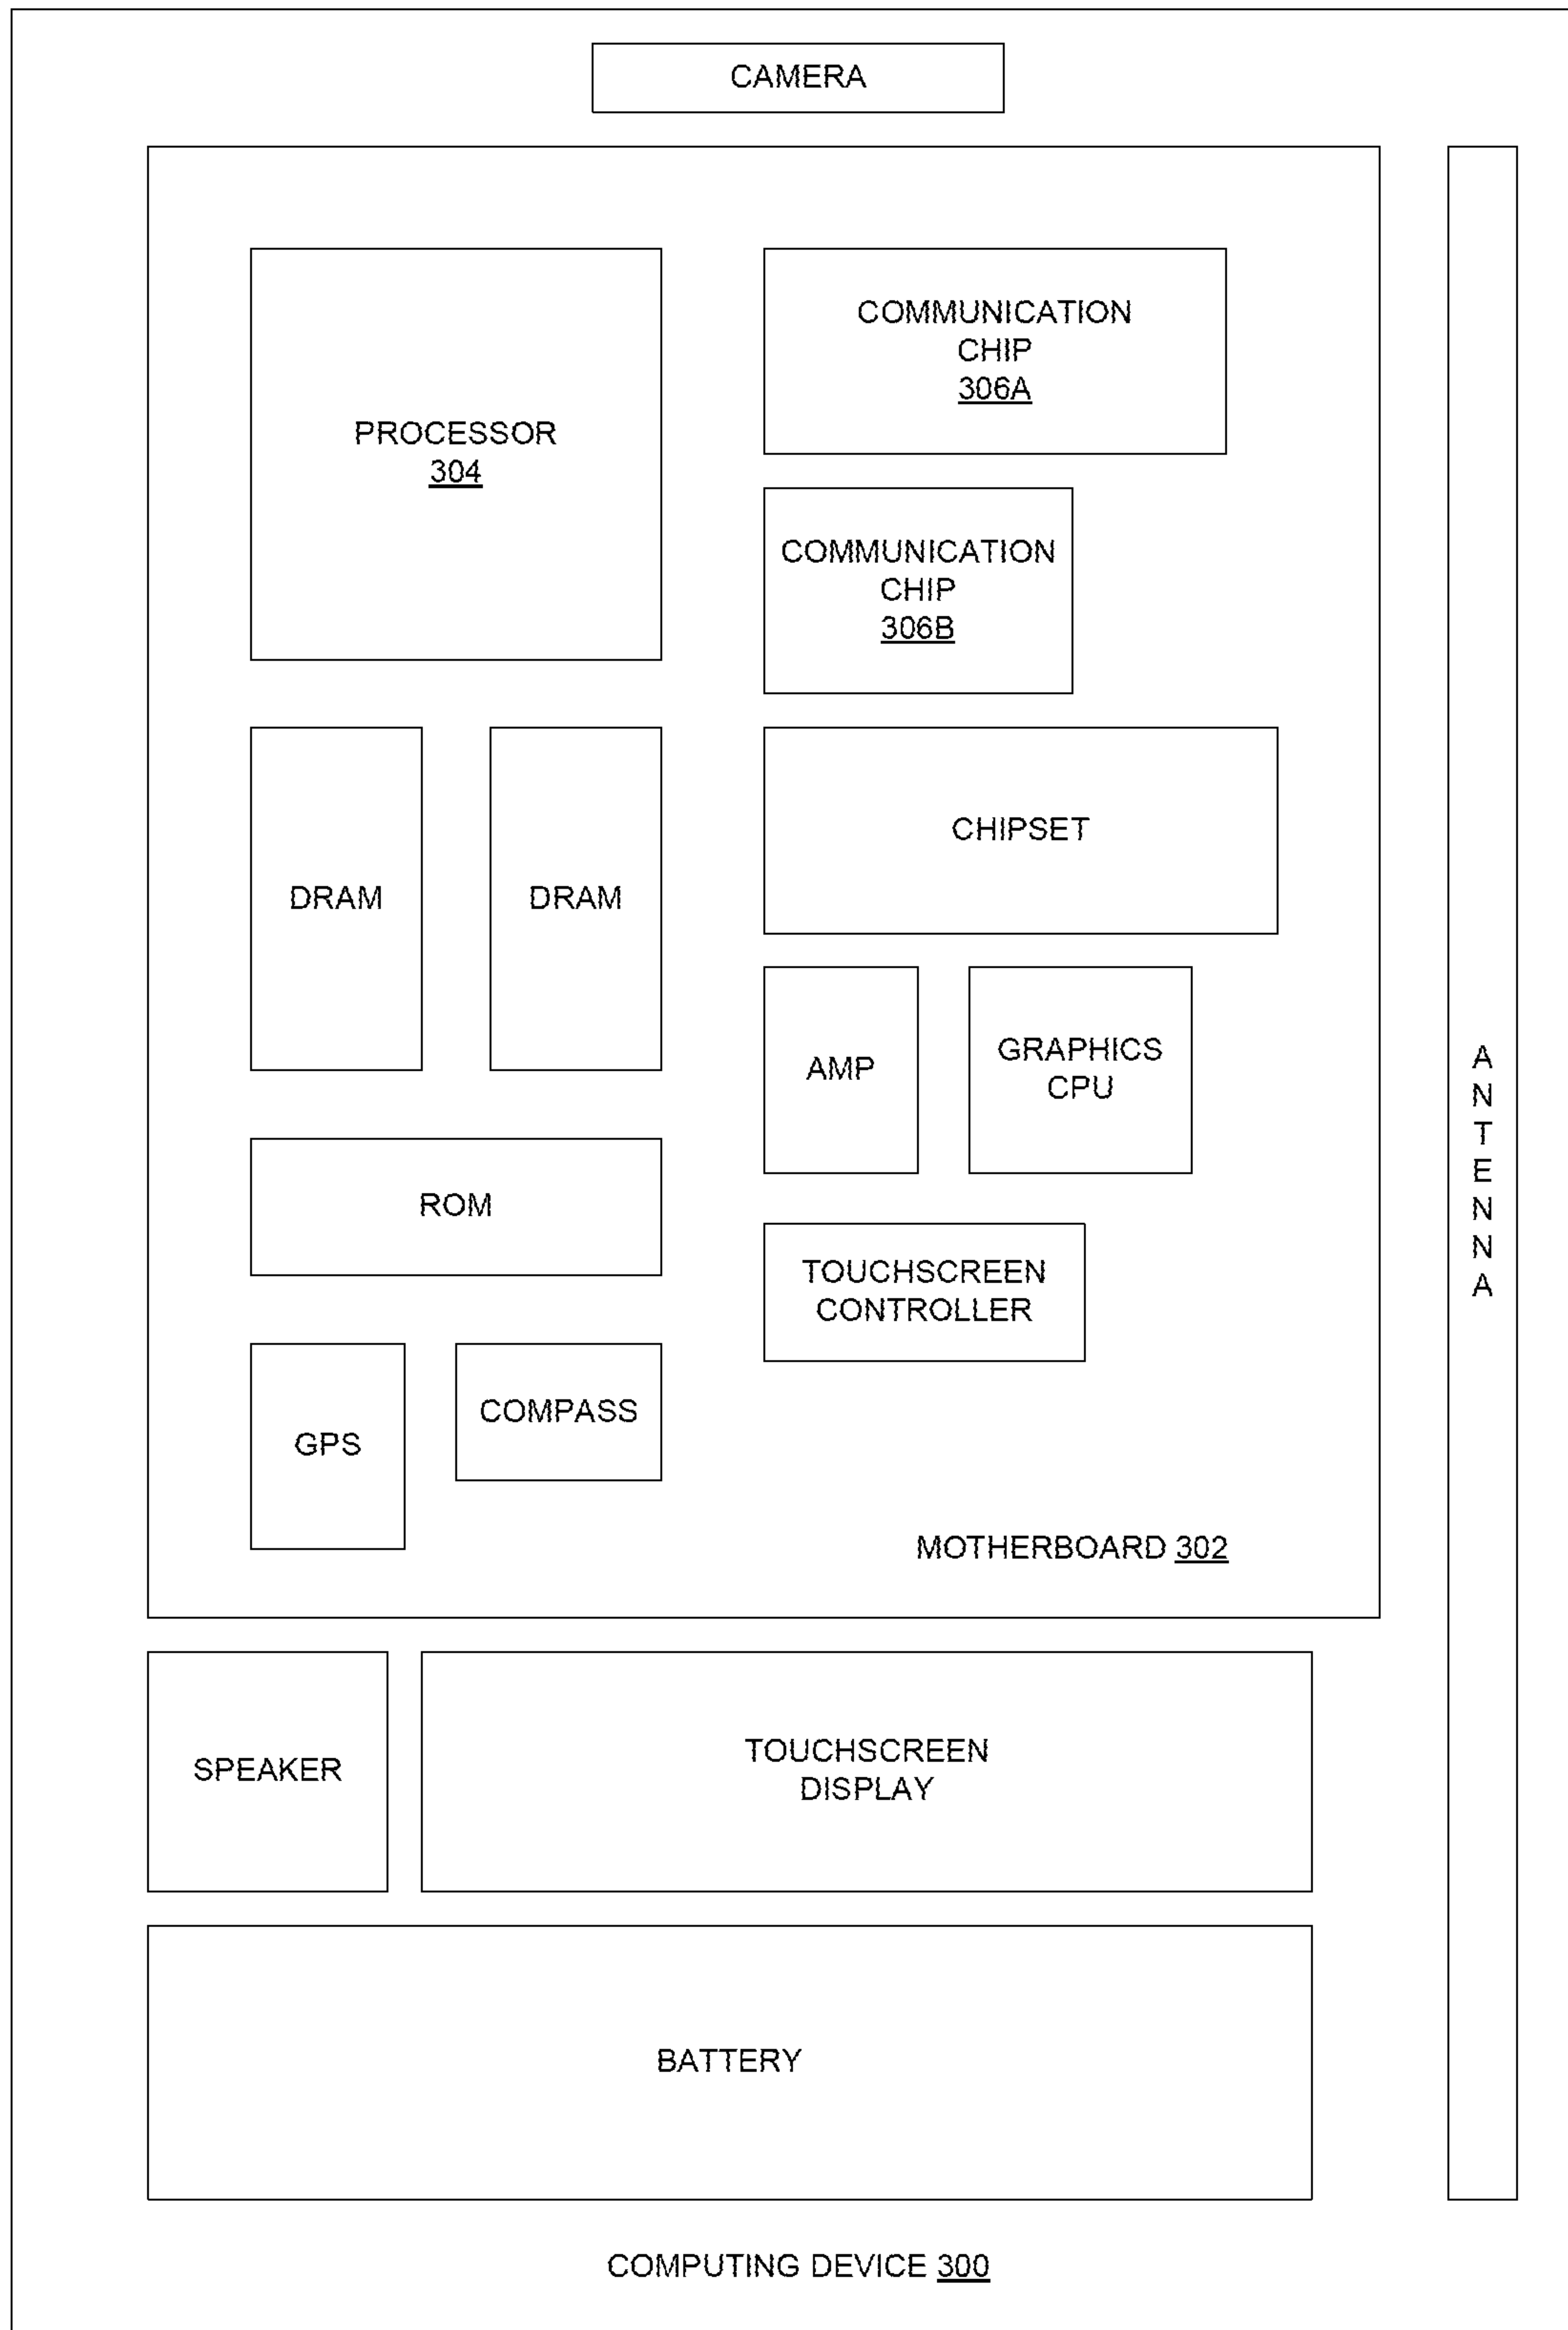 CAMERA
PROCESSOR
304
COMMUNICATION
CHIP
306A
COMMUNICATION
CHIP
306B
DRAM
DRAM
CHIPSET
AMP
GRAPHICS
CPU
ROM
TOUCHSCREEN
CONTROLLER
GPS
COMPASS
MOTHERBOARD 302
ANTENNA
SPEAKER
TOUCHSCREEN
DISPLAY
BATTERY
COMPUTING DEVICE 300